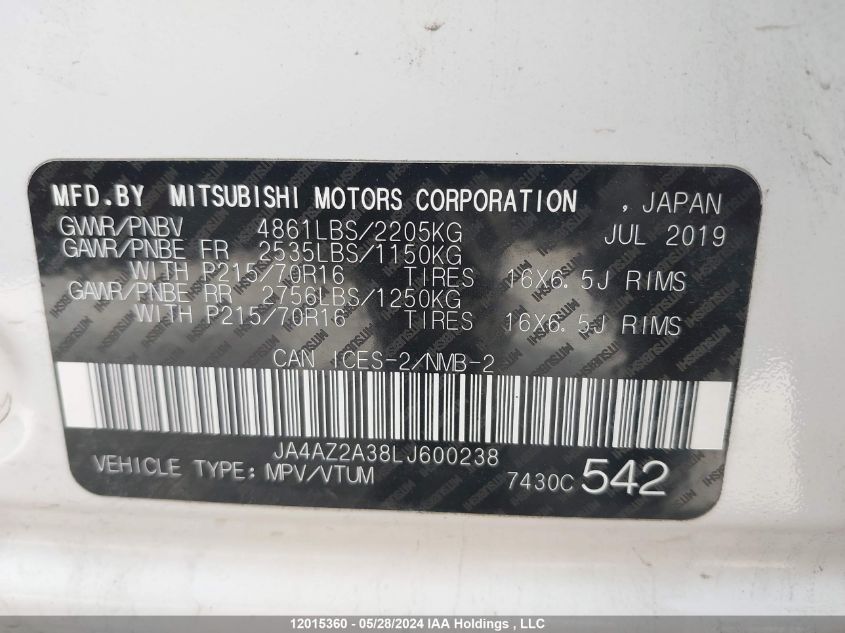 MFD.BY MITSUBISHI MOTORS CORPORATION , JAPAN
GVWR/PNBV 4861LBS/2205KG JUL 2019
GAWR/PNBE FR 2535LBS/1150KG
WITH P215/70R16 TIRES 16X6.5J RIMS
GAWR/PNBE RR 2756LBS/1250KG
WITH P215/70R16 TIRES 16X6.5J RIMS
CAN ICES-2/NMB-2
JA4AZ2A38LJ600238
VEHICLE TYPE: MPV/VTUM 7430C 542
12015360 - 05/28/2024 IAA Holdings , LLC